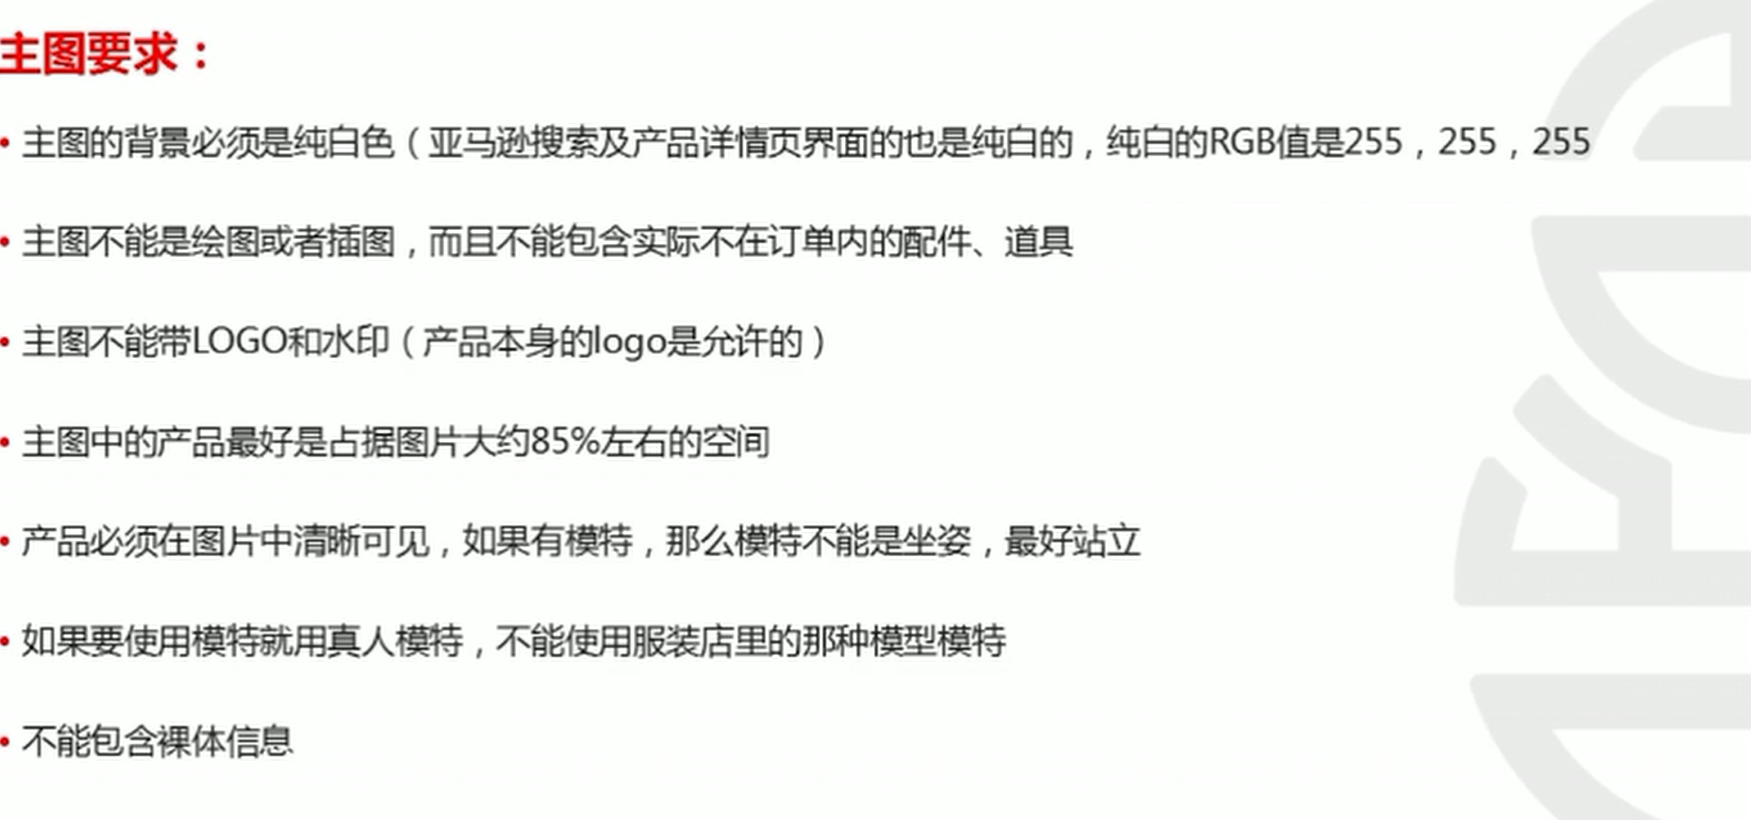 主图要求：
• 主图的背景必须是纯白色（亚马逊搜索及产品详情页界面的也是纯白的，纯白的RGB值是255，255，255
• 主图不能是绘图或者插图，而且不能包含实际不在订单内的配件、道具
• 主图不能带LOGO和水印（产品本身的logo是允许的）
• 主图中的产品最好是占据图片大约85%左右的空间
• 产品必须在图片中清晰可见，如果有模特，那么模特不能是坐姿，最好站立
• 如果要使用模特就用真人模特，不能使用服装店里的那种模型模特
• 不能包含裸体信息